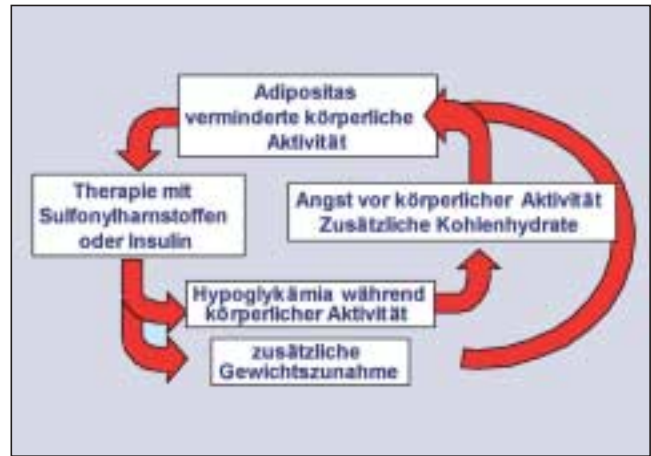 Adipositas
verminderte körperliche
Aktivität
Therapie mit
Sulfonylharnstoffen
oder Insulin
Angst vor körperlicher Aktivität
Zusätzliche Kohlenhydrate
Hypoglykämia während
körperlicher Aktivität
zusätzliche
Gewichtszunahme